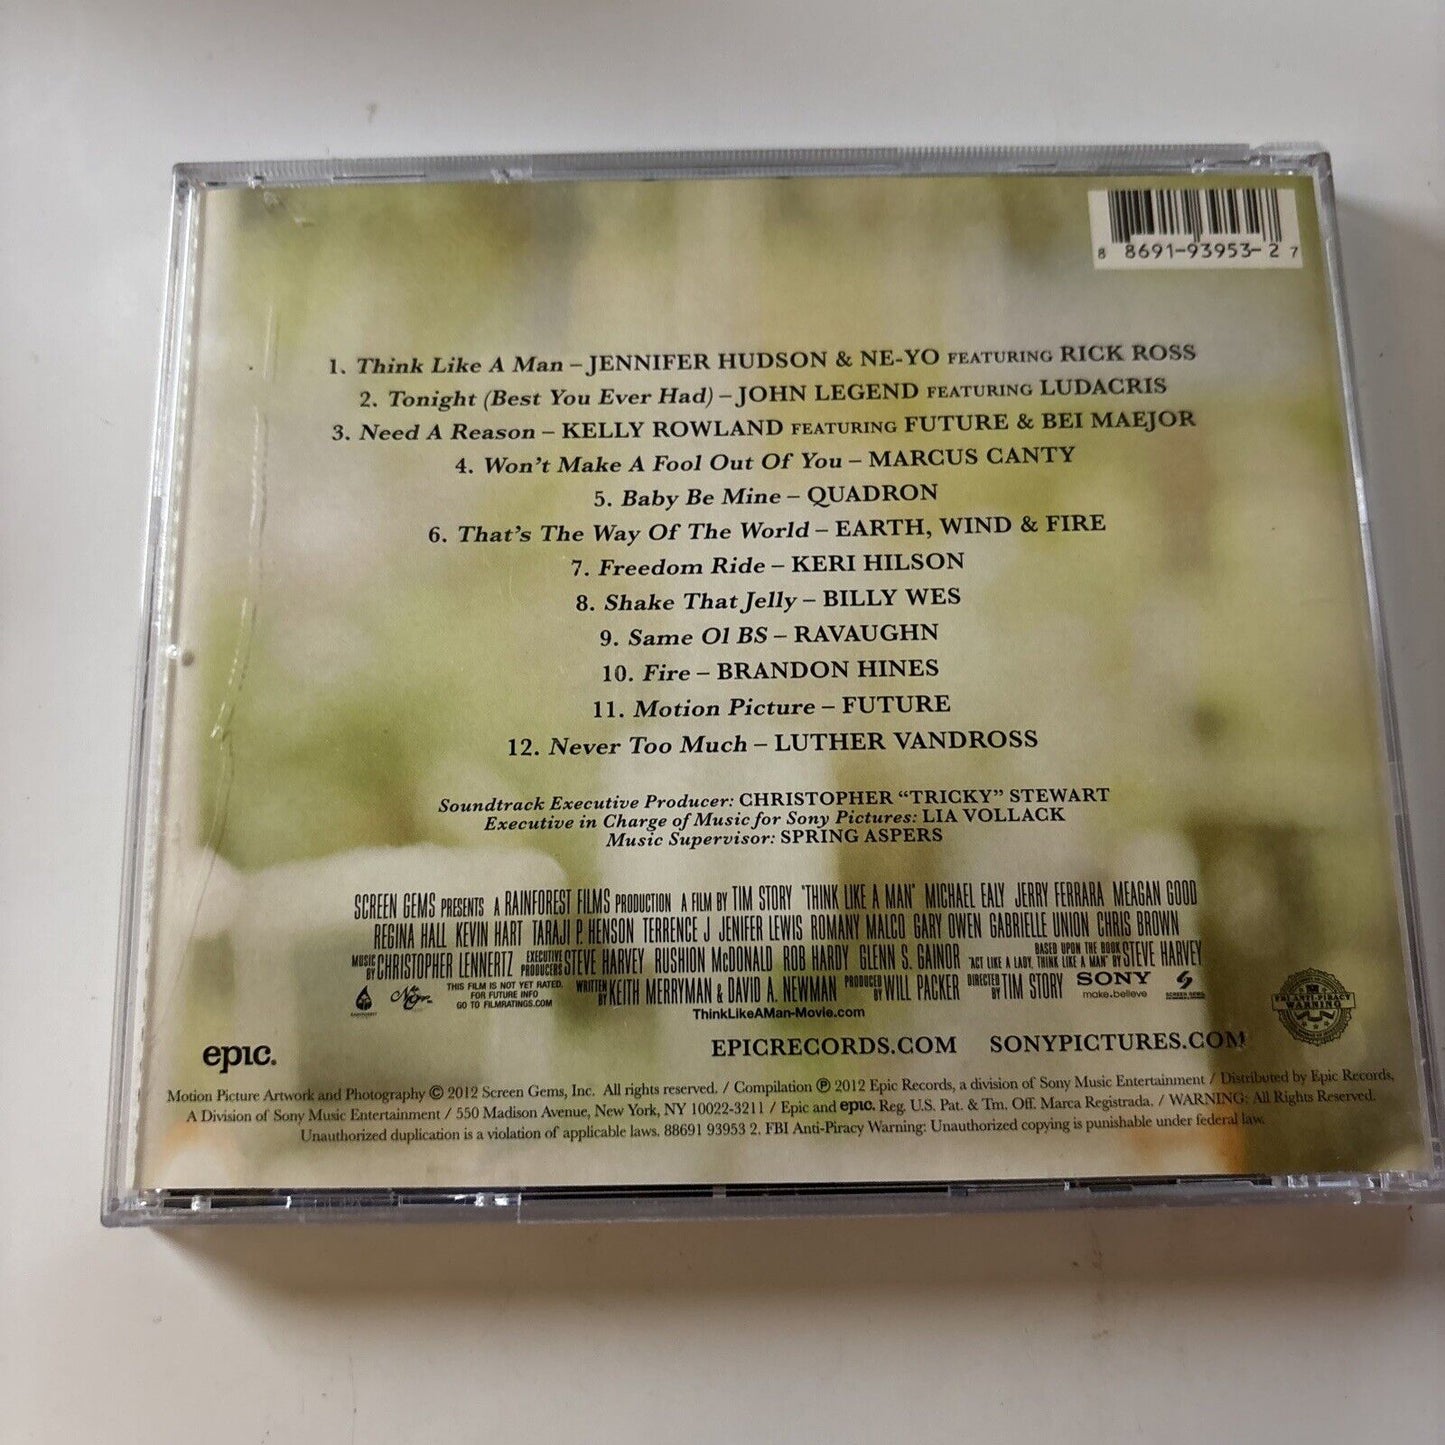 8 8691-93953-2 7
1. Think Like A Man – JENNIFER HUDSON & NE-YO FEATURING RICK ROSS
2. Tonight (Best You Ever Had) – JOHN LEGEND FEATURING LUDACRIS
3. Need A Reason – KELLY ROWLAND FEATURING FUTURE & BEI MAEJOR
4. Won't Make A Fool Out Of You – MARCUS CANTY
5. Baby Be Mine – QUADRON
6. That's The Way Of The World – EARTH, WIND & FIRE
7. Freedom Ride – KERI HILSON
8. Shake That Jelly – BILLY WES
9. Same Ol BS – RAVAUGHN
10. Fire – BRANDON HINES
11. Motion Picture – FUTURE
12. Never Too Much – LUTHER VANDROSS
Soundtrack Executive Producer: CHRISTOPHER "TRICKY" STEWART
Executive in Charge of Music for Sony Pictures: LIA VOLLACK
Music Supervisor: SPRING ASPERS
SCREEN GEMS PRESENTS A RAINFOREST FILMS PRODUCTION A FILM BY TIM STORY "THINK LIKE A MAN" MICHAEL EALY JERRY FERRARA MEAGAN GOOD
REGINA HALL KEVIN HART TARAJI P. HENSON TERRENCE J JENIFER LEWIS ROMANY MALCO GARY OWEN GABRIELLE UNION CHRIS BROWN
MUSIC BY CHRISTOPHER LENNERTZ EXECUTIVE PRODUCERS STEVE HARVEY RUSHION McDONALD ROB HARDY GLENN S. GAINOR BASED UPON THE BOOK "ACT LIKE A LADY, THINK LIKE A MAN" BY STEVE HARVEY
THIS FILM IS NOT YET RATED. FOR FUTURE INFO GO TO FILMRATINGS.COM WRITTEN BY KEITH MERRYMAN & DAVID A. NEWMAN PRODUCED BY WILL PACKER DIRECTED BY TIM STORY SONY make.believe
ThinkLikeAMan-Movie.com
epic. EPICRECORDS.COM SONYPICTURES.COM
FBI ANTI-PIRACY WARNING
Motion Picture Artwork and Photography © 2012 Screen Gems, Inc. All rights reserved. / Compilation ℗ 2012 Epic Records, a division of Sony Music Entertainment / Distributed by Epic Records,
A Division of Sony Music Entertainment / 550 Madison Avenue, New York, NY 10022-3211 / Epic and epic. Reg. U.S. Pat. & Tm. Off. Marca Registrada. / WARNING: All Rights Reserved.
Unauthorized duplication is a violation of applicable laws. 88691 93953 2. FBI Anti-Piracy Warning: Unauthorized copying is punishable under federal law.